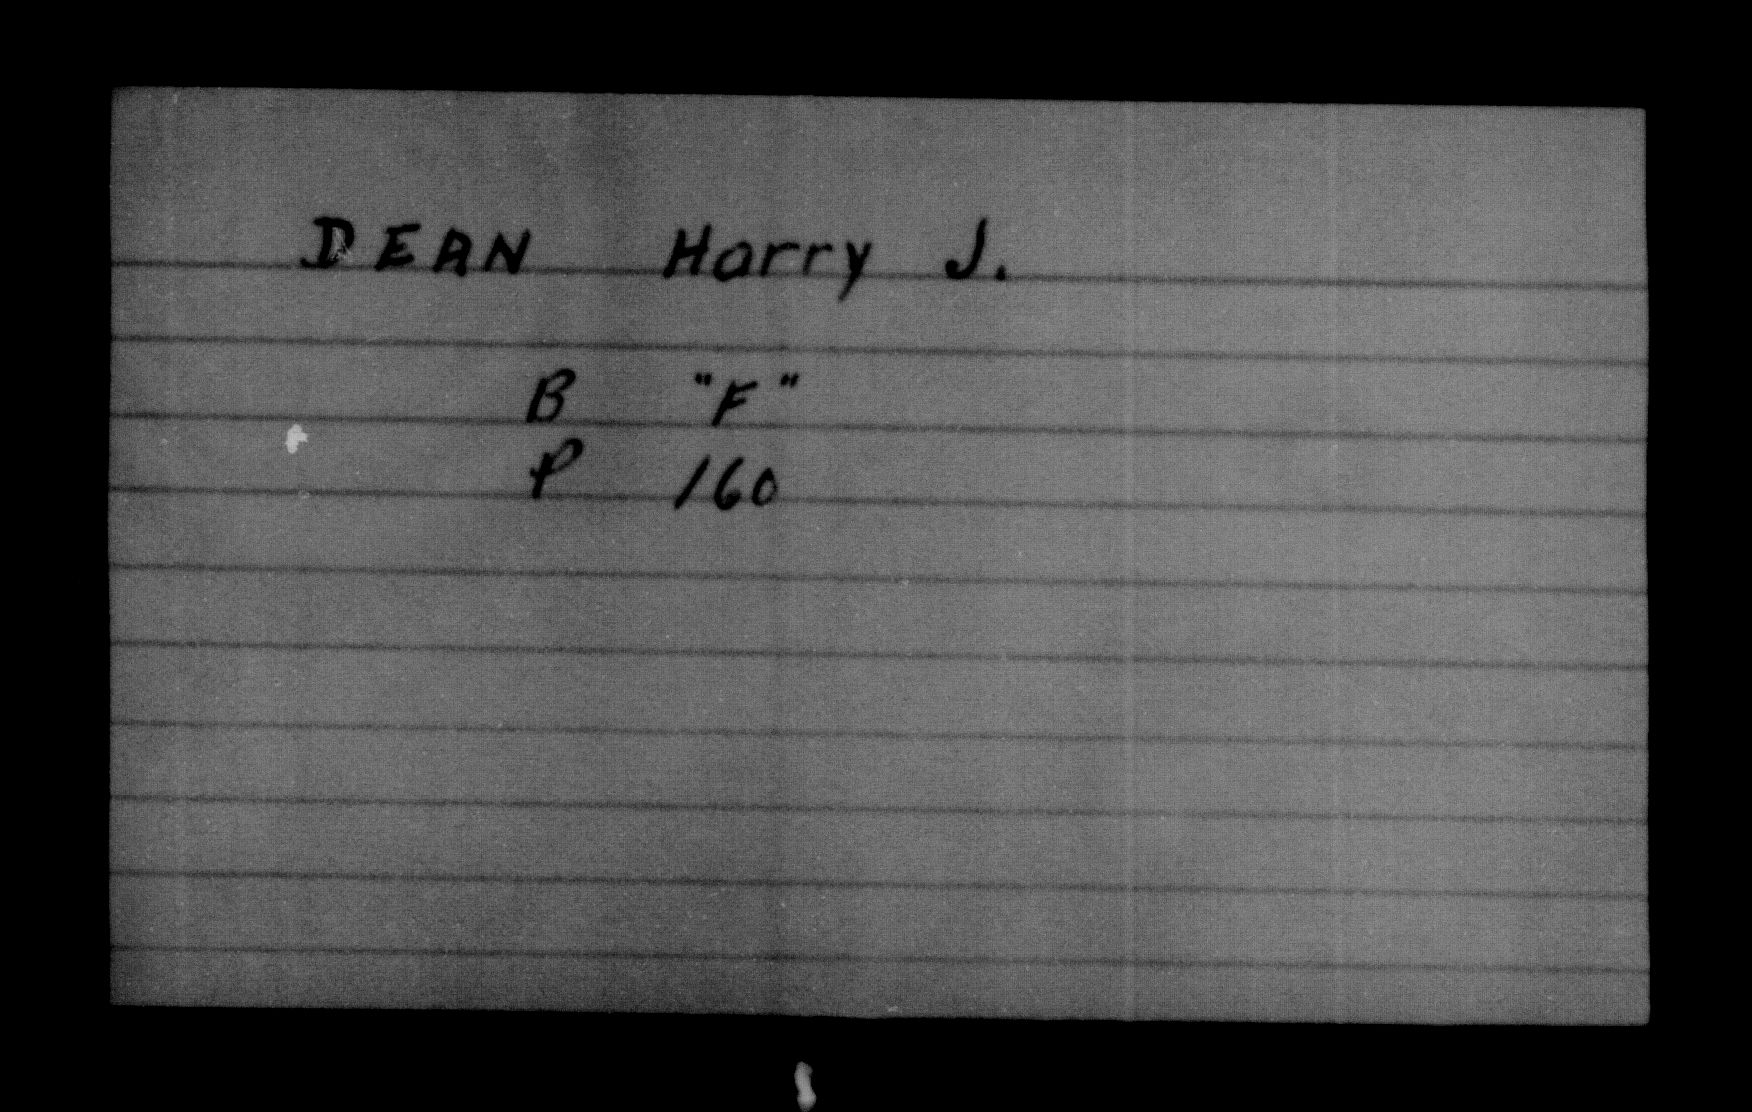 DEAN Harry J.
B "F"
P 160